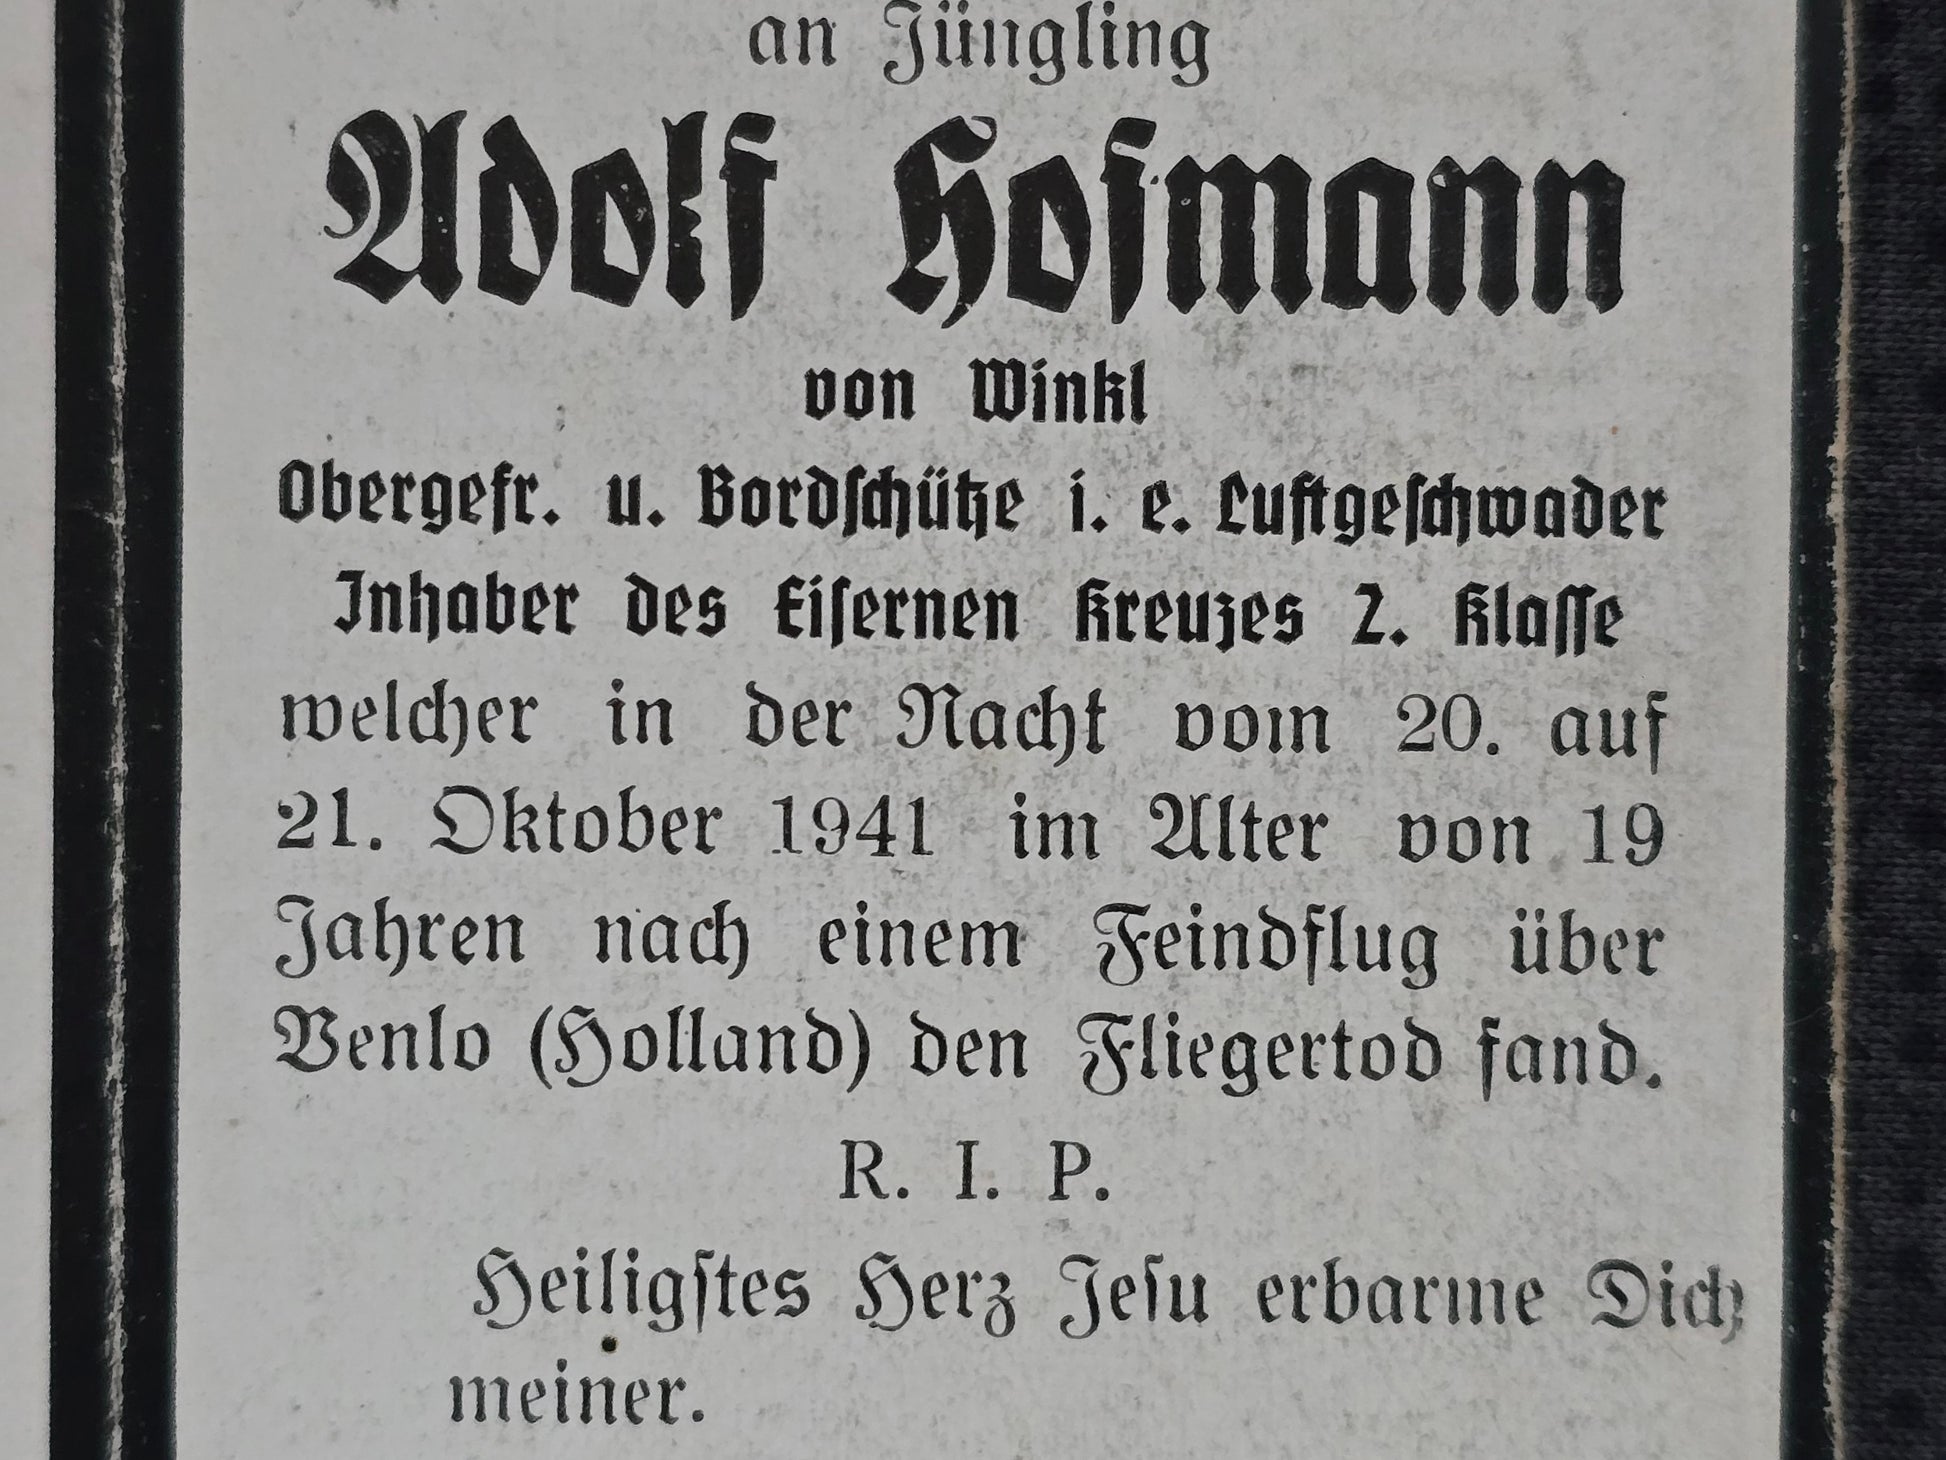 an Jüngling
Adolf Hofmann
von Winkl
Obergefr. u. Bordſchütze i. e. Luftgeſchwader
Inhaber des Eiſernen Kreuzes 2. Klaſſe
welcher in der Nacht vom 20. auf
21. Oktober 1941 im Alter von 19
Jahren nach einem Feindflug über
Venlo (Holland) den Fliegertod fand.
R. I. P.
Heiligſtes Herz Jeſu erbarme Dich
meiner.